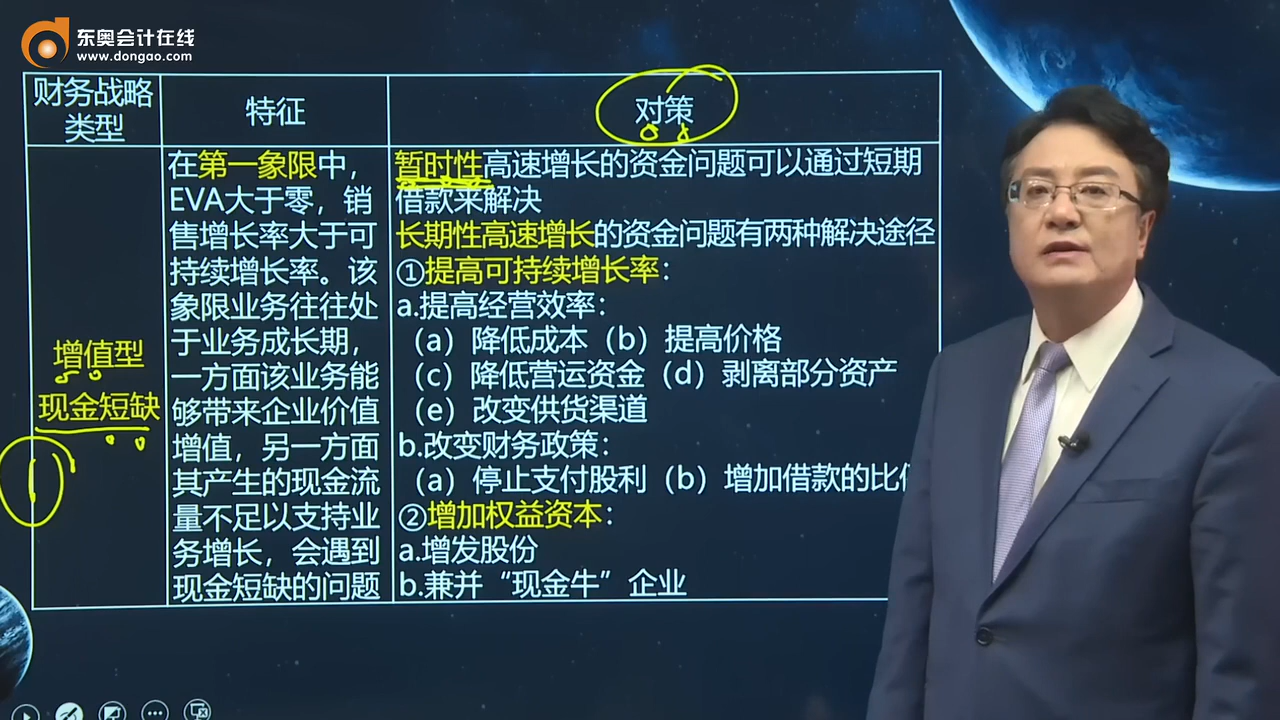 东奥会计在线
www.dongao.com
财务战略
类型
特征
对策
增值型
现金短缺
在第一象限中，
EVA大于零，销
售增长率大于可
持续增长率。该
象限业务往往处
于业务成长期，
一方面该业务能
够带来企业价值
增值，另一方面
其产生的现金流
量不足以支持业
务增长，会遇到
现金短缺的问题
暂时性高速增长的资金问题可以通过短期
借款来解决
长期性高速增长的资金问题有两种解决途径
①提高可持续增长率：
a.提高经营效率：
（a）降低成本（b）提高价格
（c）降低营运资金（d）剥离部分资产
（e）改变供货渠道
b.改变财务政策：
（a）停止支付股利（b）增加借款的比
②增加权益资本：
a.增发股份
b.兼并“现金牛”企业